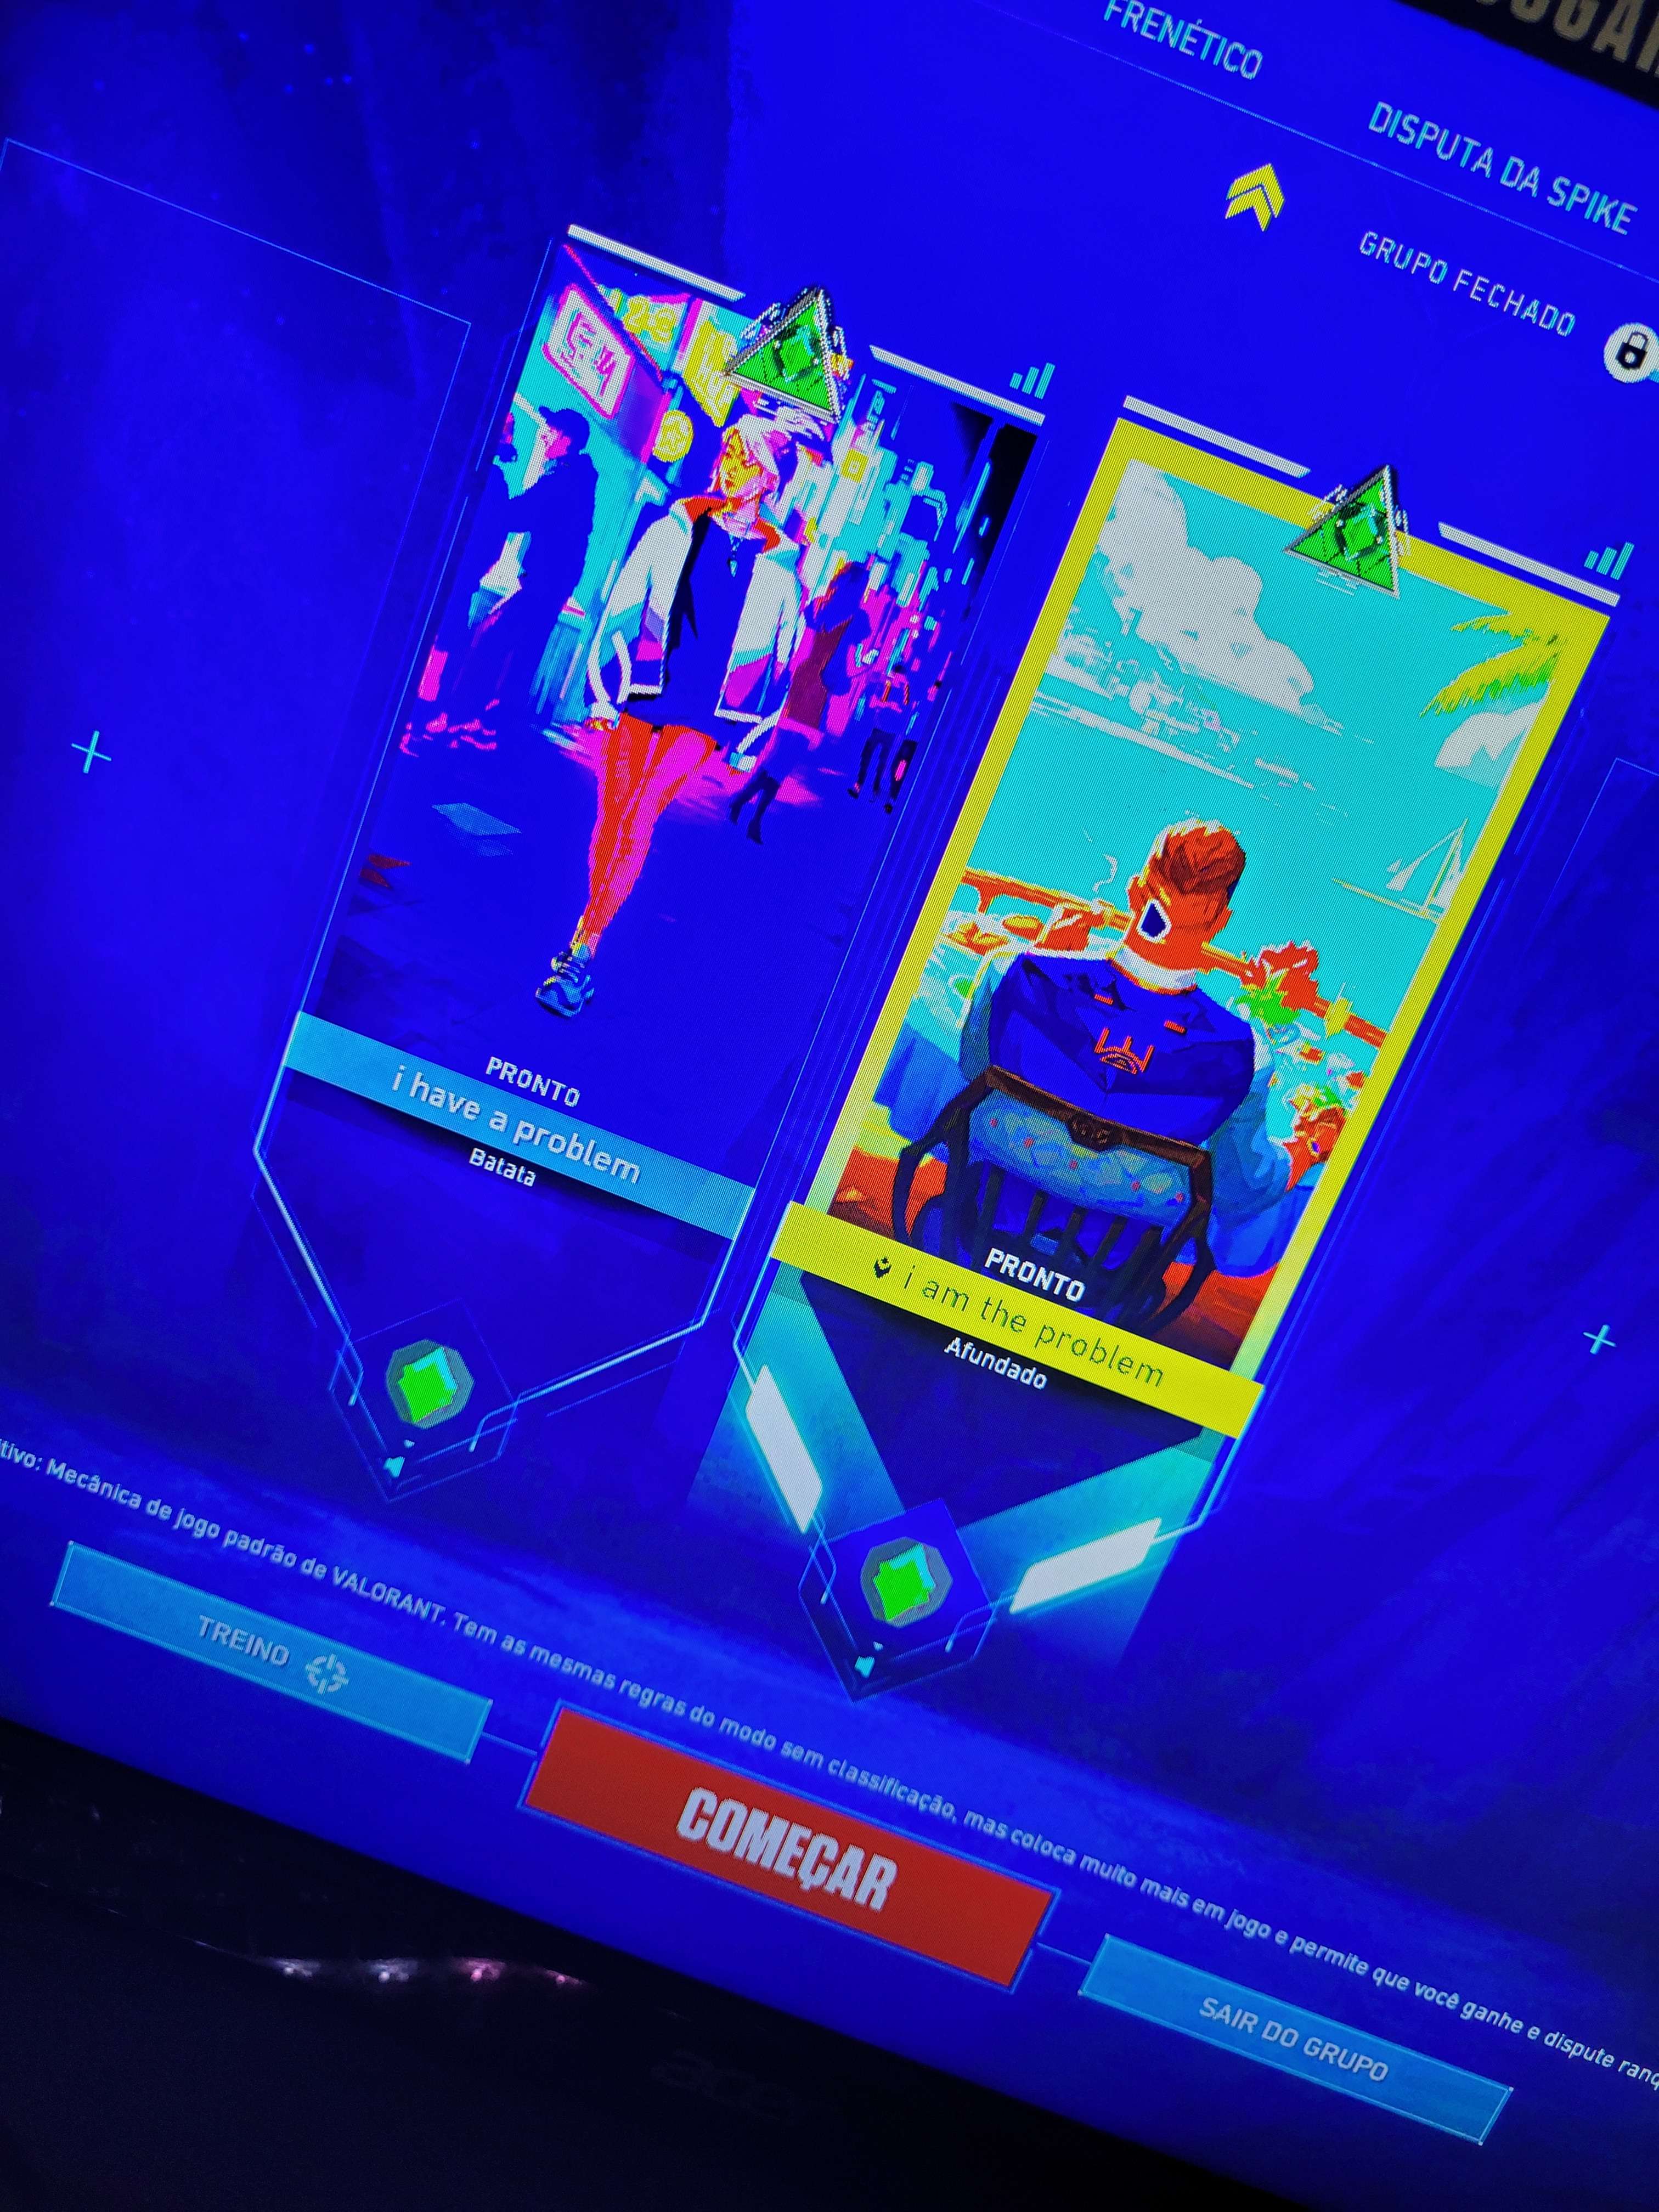 FRENÉTICO
DISPUTA DA SPIKE
GRUPO FECHADO
PRONTO
i have a problem
Batata
PRONTO
i am the problem
Afundado
tivo: Mecânica de jogo padrão de VALORANT. Tem as mesmas regras do modo sem classificação, mas coloca muito mais em jogo e permite que você ganhe e dispute ranq
TREINO
COMEÇAR
SAIR DO GRUPO
acer